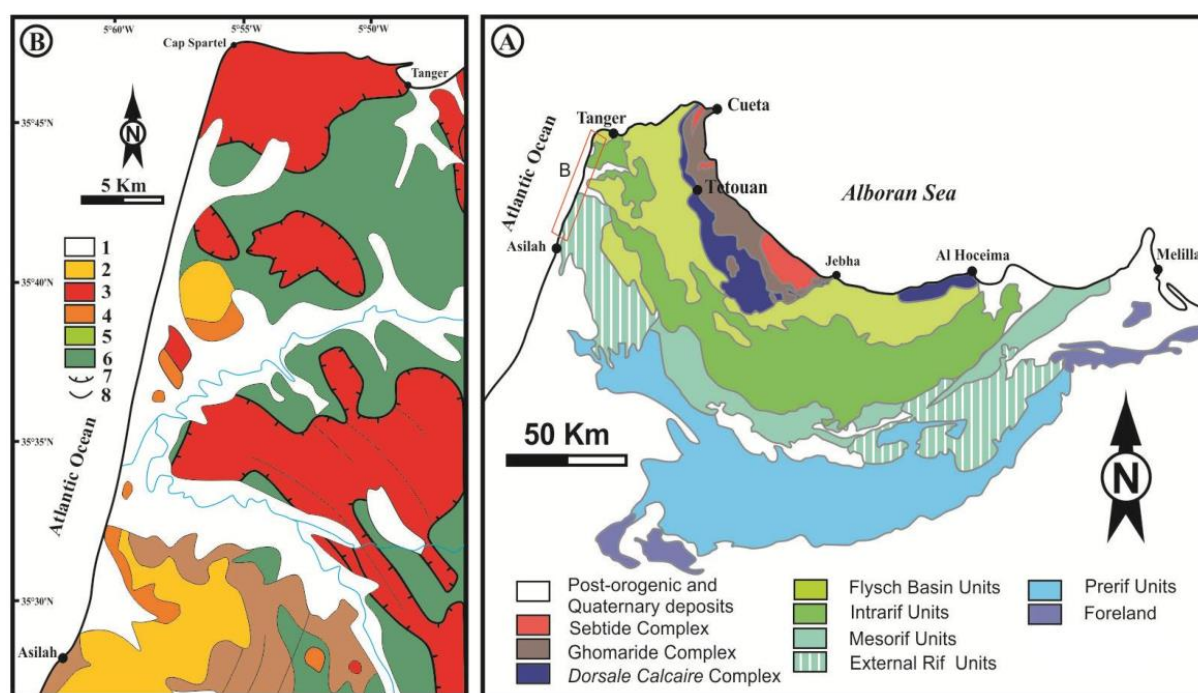 B
5°60'W
5°55'W
5°50'W
Cap Spartel
Tanger
35°45'N
N
5 Km
1
2
3
4
5
6
7
8
35°40'N
35°35'N
Atlantic Ocean
35°30'N
Asilah
A
Cueta
Tanger
Atlantic Ocean
B
Tetouan
Alboran Sea
Asilah
Jebha
Al Hoceima
Melilla
50 Km
N
Post-orogenic and
Quaternary deposits
Sebtide Complex
Ghomaride Complex
Dorsale Calcaire Complex
Flysch Basin Units
Intrarif Units
Mesorif Units
External Rif Units
Prerif Units
Foreland